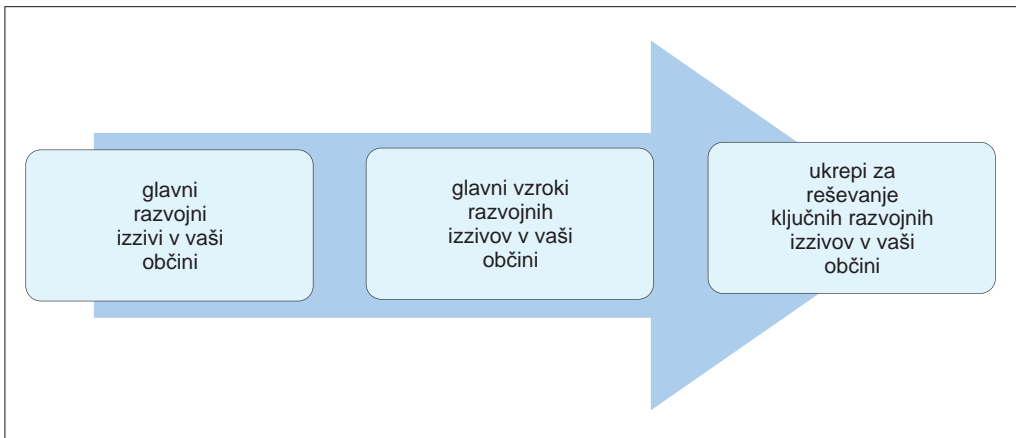 glavni
razvojni
izzivi v vaši
občini
glavni vzroki
razvojnih
izzivov v vaši
občini
ukrepi za
reševanje
ključnih razvojnih
izzivov v vaši
občini